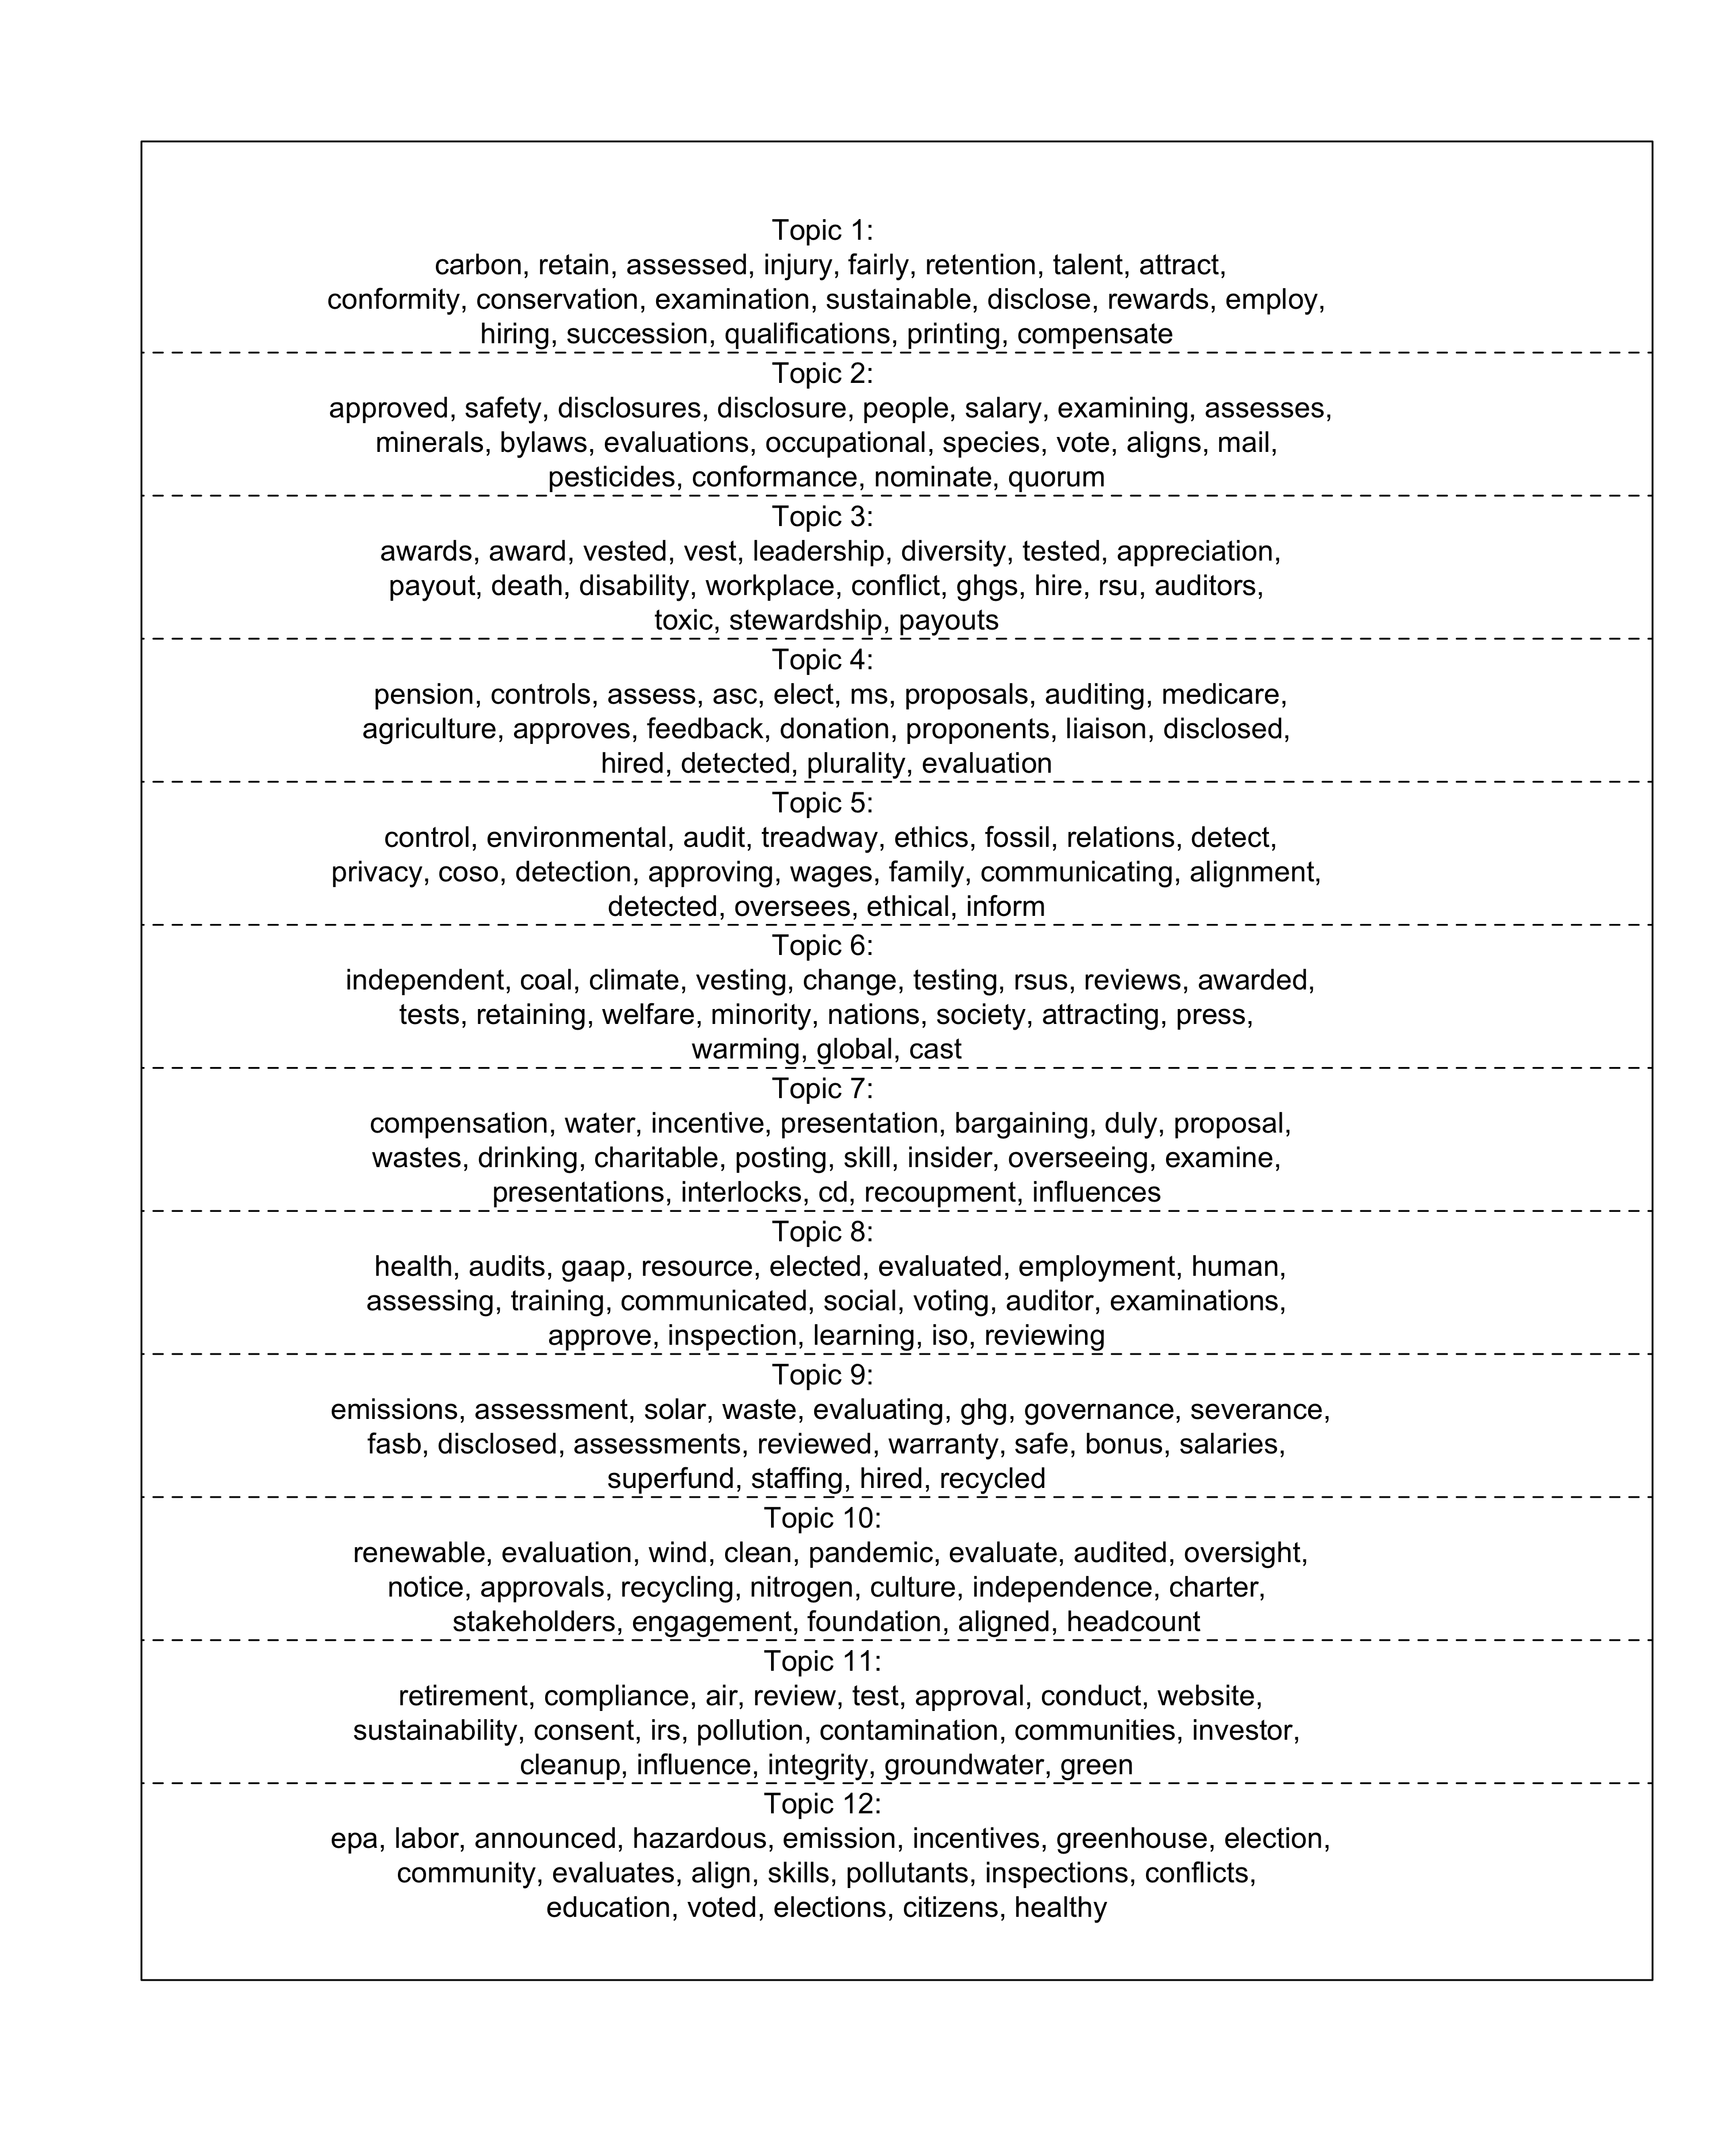 Topic 1:
carbon, retain, assessed, injury, fairly, retention, talent, attract,
conformity, conservation, examination, sustainable, disclose, rewards, employ,
hiring, succession, qualifications, printing, compensate
Topic 2:
approved, safety, disclosures, disclosure, people, salary, examining, assesses,
minerals, bylaws, evaluations, occupational, species, vote, aligns, mail,
pesticides, conformance, nominate, quorum
Topic 3:
awards, award, vested, vest, leadership, diversity, tested, appreciation,
payout, death, disability, workplace, conflict, ghgs, hire, rsu, auditors,
toxic, stewardship, payouts
Topic 4:
pension, controls, assess, asc, elect, ms, proposals, auditing, medicare,
agriculture, approves, feedback, donation, proponents, liaison, disclosed,
hired, detected, plurality, evaluation
Topic 5:
control, environmental, audit, treadway, ethics, fossil, relations, detect,
privacy, coso, detection, approving, wages, family, communicating, alignment,
detected, oversees, ethical, inform
Topic 6:
independent, coal, climate, vesting, change, testing, rsus, reviews, awarded,
tests, retaining, welfare, minority, nations, society, attracting, press,
warming, global, cast
Topic 7:
compensation, water, incentive, presentation, bargaining, duly, proposal,
wastes, drinking, charitable, posting, skill, insider, overseeing, examine,
presentations, interlocks, cd, recoupment, influences
Topic 8:
health, audits, gaap, resource, elected, evaluated, employment, human,
assessing, training, communicated, social, voting, auditor, examinations,
approve, inspection, learning, iso, reviewing
Topic 9:
emissions, assessment, solar, waste, evaluating, ghg, governance, severance,
fasb, disclosed, assessments, reviewed, warranty, safe, bonus, salaries,
superfund, staffing, hired, recycled
Topic 10:
renewable, evaluation, wind, clean, pandemic, evaluate, audited, oversight,
notice, approvals, recycling, nitrogen, culture, independence, charter,
stakeholders, engagement, foundation, aligned, headcount
Topic 11:
retirement, compliance, air, review, test, approval, conduct, website,
sustainability, consent, irs, pollution, contamination, communities, investor,
cleanup, influence, integrity, groundwater, green
Topic 12:
epa, labor, announced, hazardous, emission, incentives, greenhouse, election,
community, evaluates, align, skills, pollutants, inspections, conflicts,
education, voted, elections, citizens, healthy